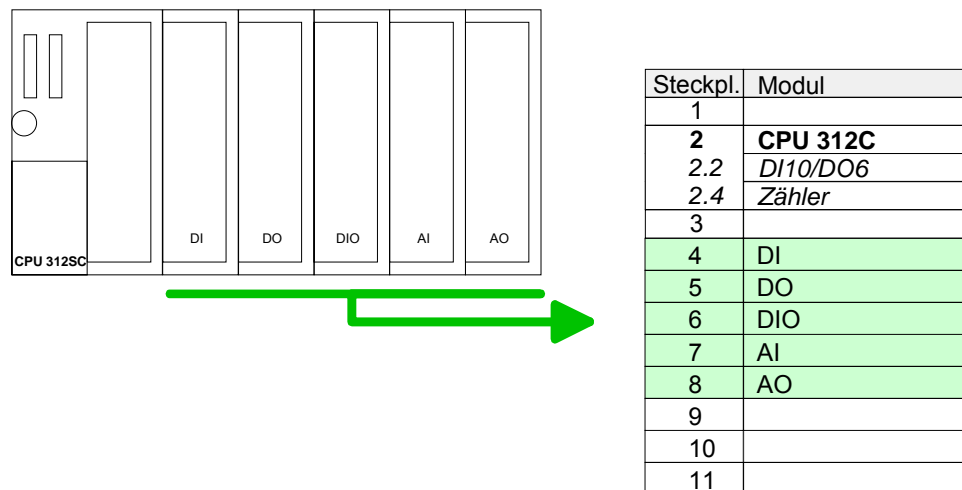 DI DO DIO AI AO
CPU 312SC
Steckpl. Modul
1
2 CPU 312C
2.2 DI10/DO6
2.4 Zähler
3
4 DI
5 DO
6 DIO
7 AI
8 AO
9
10
11